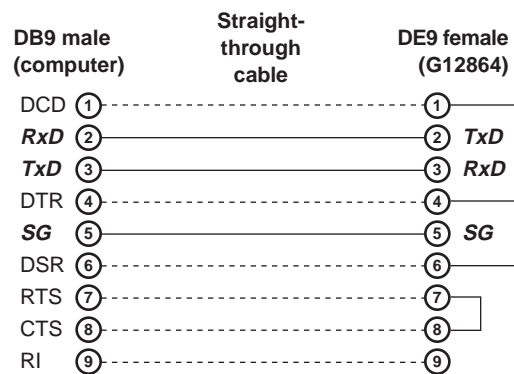 Straight-
through
cable
DB9 male
(computer)
DE9 female
(G12864)
DCD 1 1
RxD 2 2 TxD
TxD 3 3 RxD
DTR 4 4
SG 5 5 SG
DSR 6 6
RTS 7 7
CTS 8 8
RI 9 9